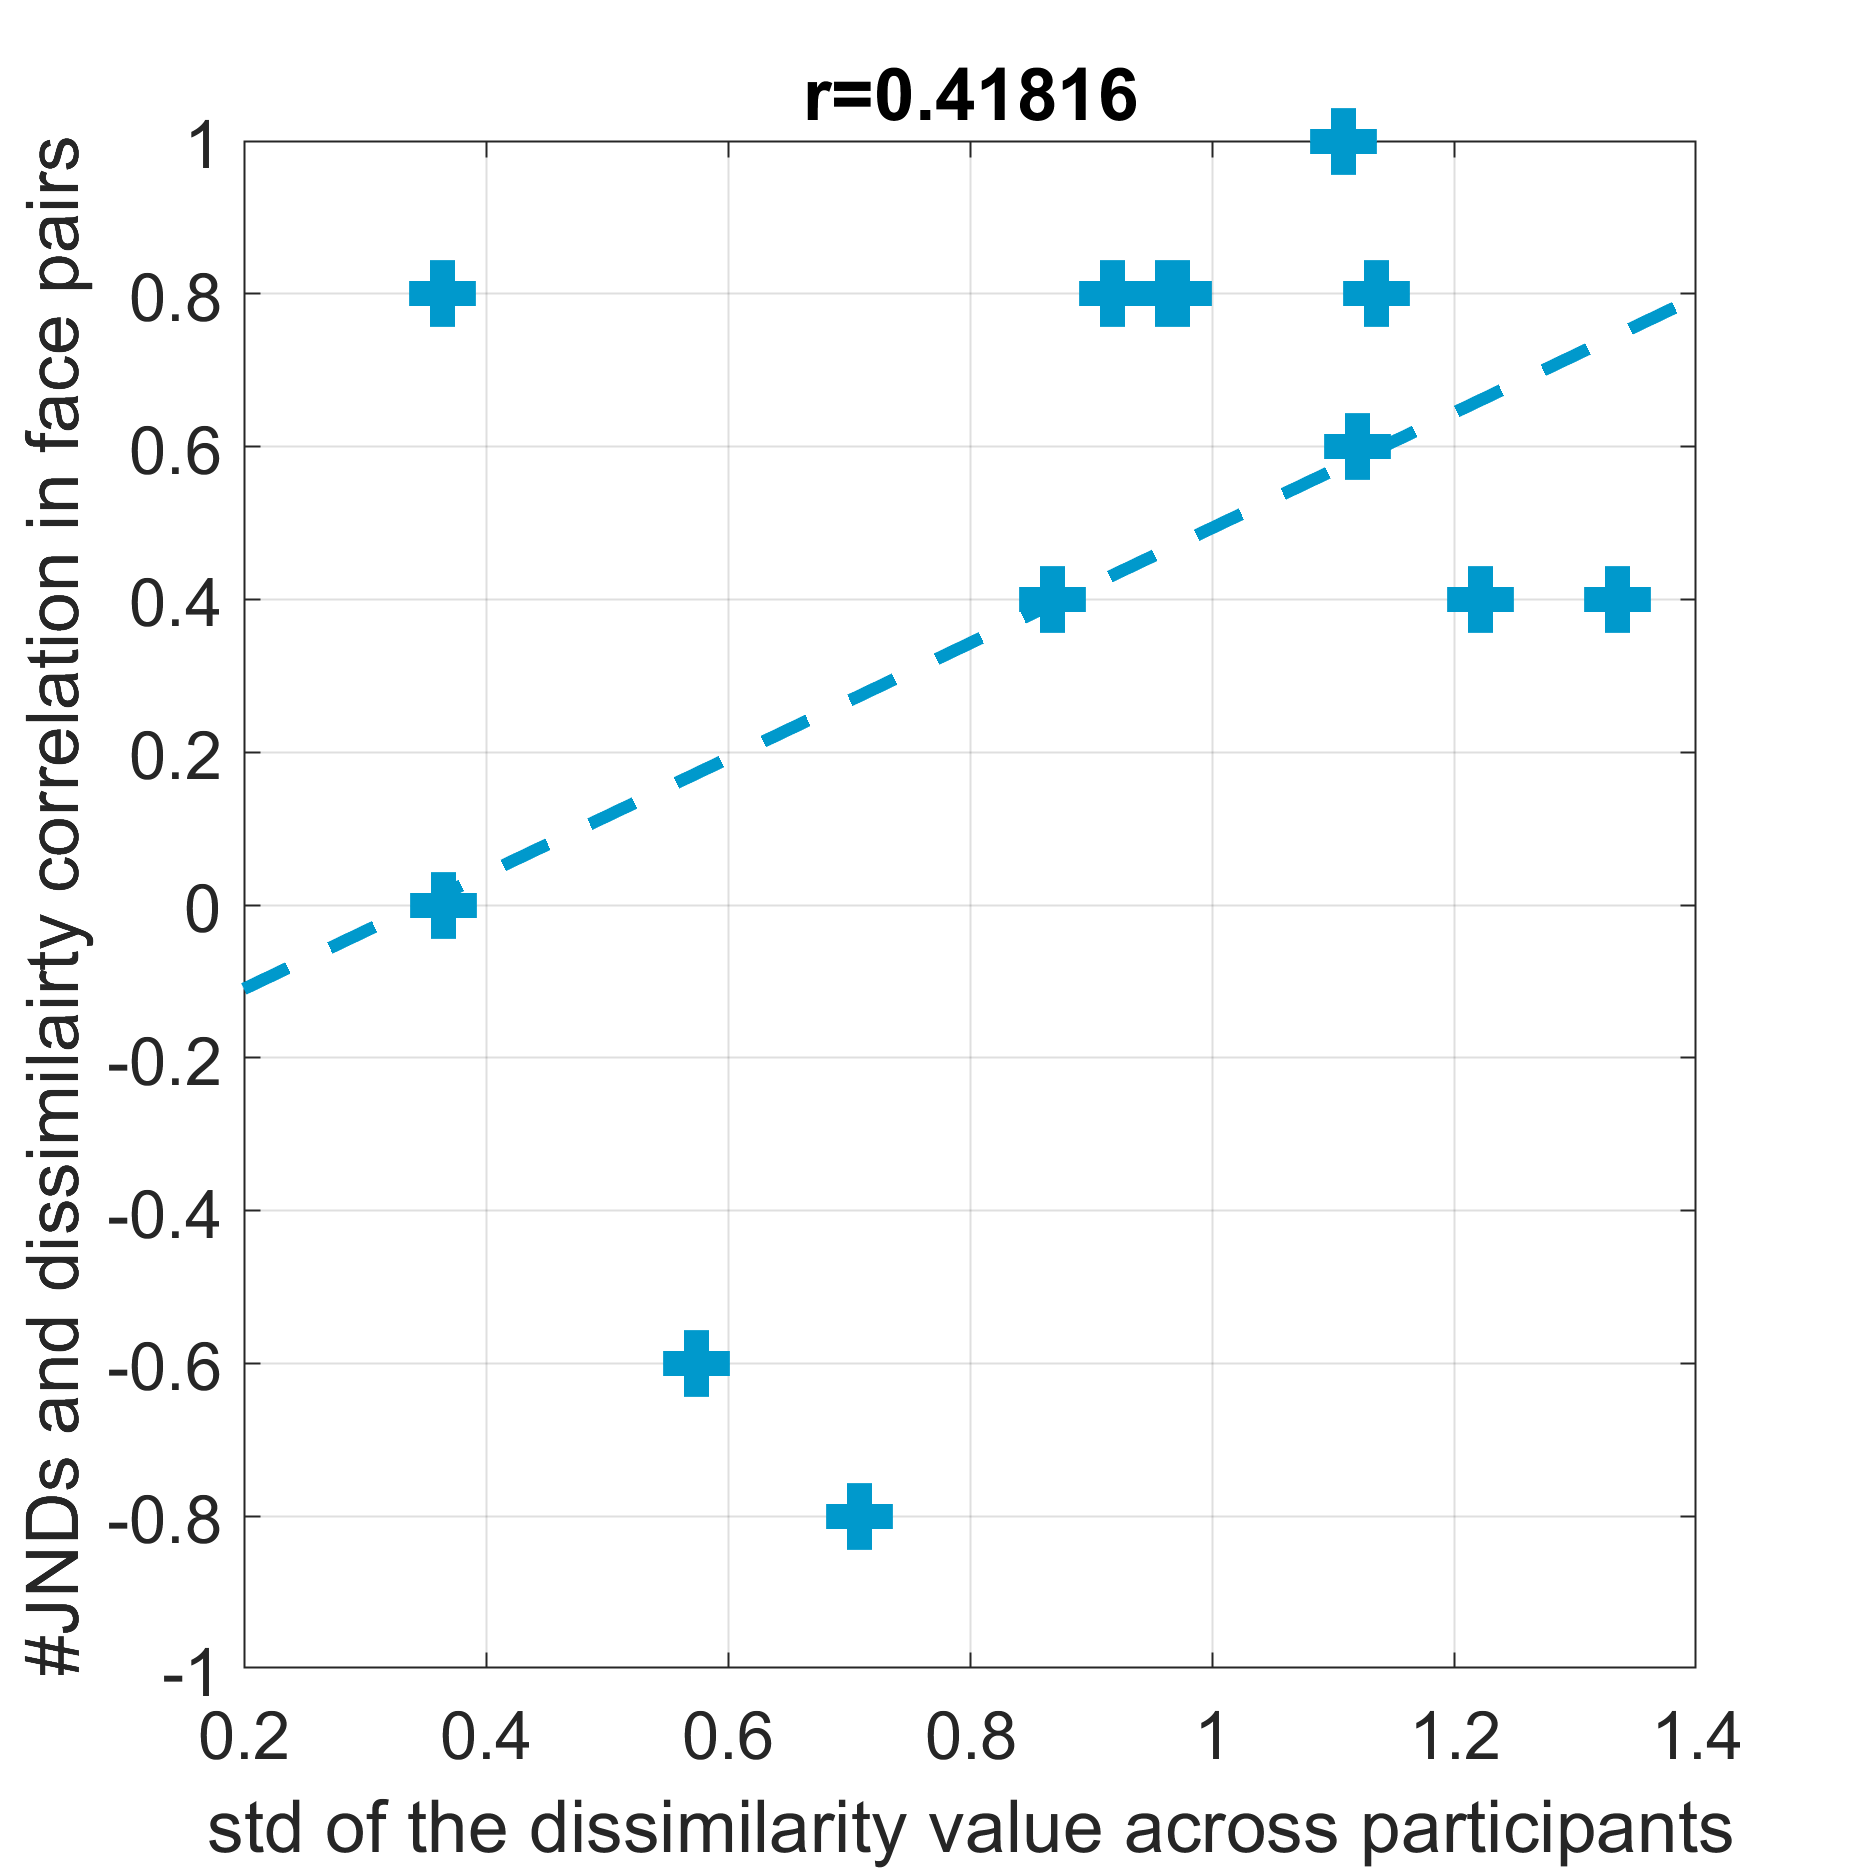 r=0.41816
#JNDs and dissimilairty correlation in face pairs
1
0.8
0.6
0.4
0.2
0
-0.2
-0.4
-0.6
-0.8
-1
0.2 0.4 0.6 0.8 1 1.2 1.4
std of the dissimilarity value across participants